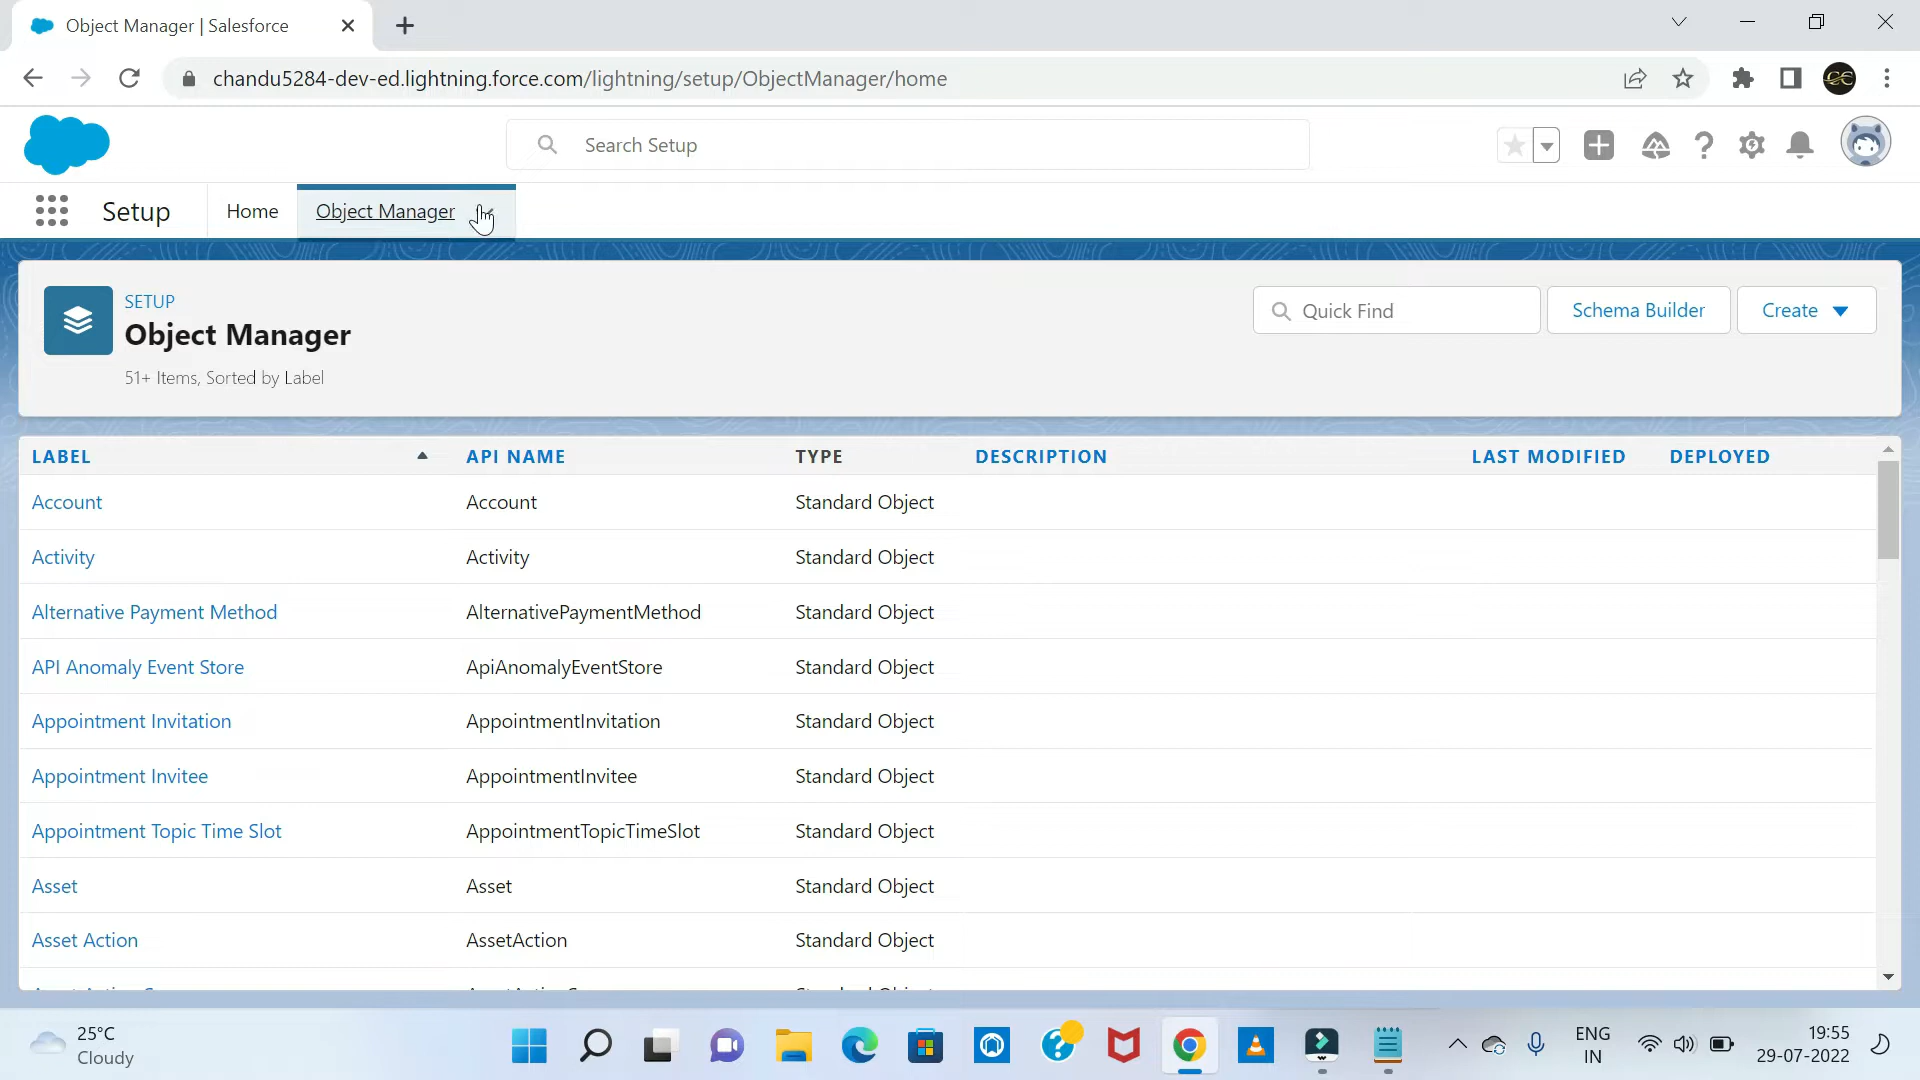 Object Manager | Salesforce
chandu5284-dev-ed.lightning.force.com/lightning/setup/ObjectManager/home
Search Setup
Setup
Home
Object Manager
SETUP
Object Manager
51+ Items, Sorted by Label
Quick Find
Schema Builder
Create
LABEL API NAME TYPE DESCRIPTION LAST MODIFIED DEPLOYED
Account Account Standard Object
Activity Activity Standard Object
Alternative Payment Method AlternativePaymentMethod Standard Object
API Anomaly Event Store ApiAnomalyEventStore Standard Object
Appointment Invitation AppointmentInvitation Standard Object
Appointment Invitee AppointmentInvitee Standard Object
Appointment Topic Time Slot AppointmentTopicTimeSlot Standard Object
Asset Asset Standard Object
Asset Action AssetAction Standard Object
25°C
Cloudy
ENG
IN
19:55
29-07-2022